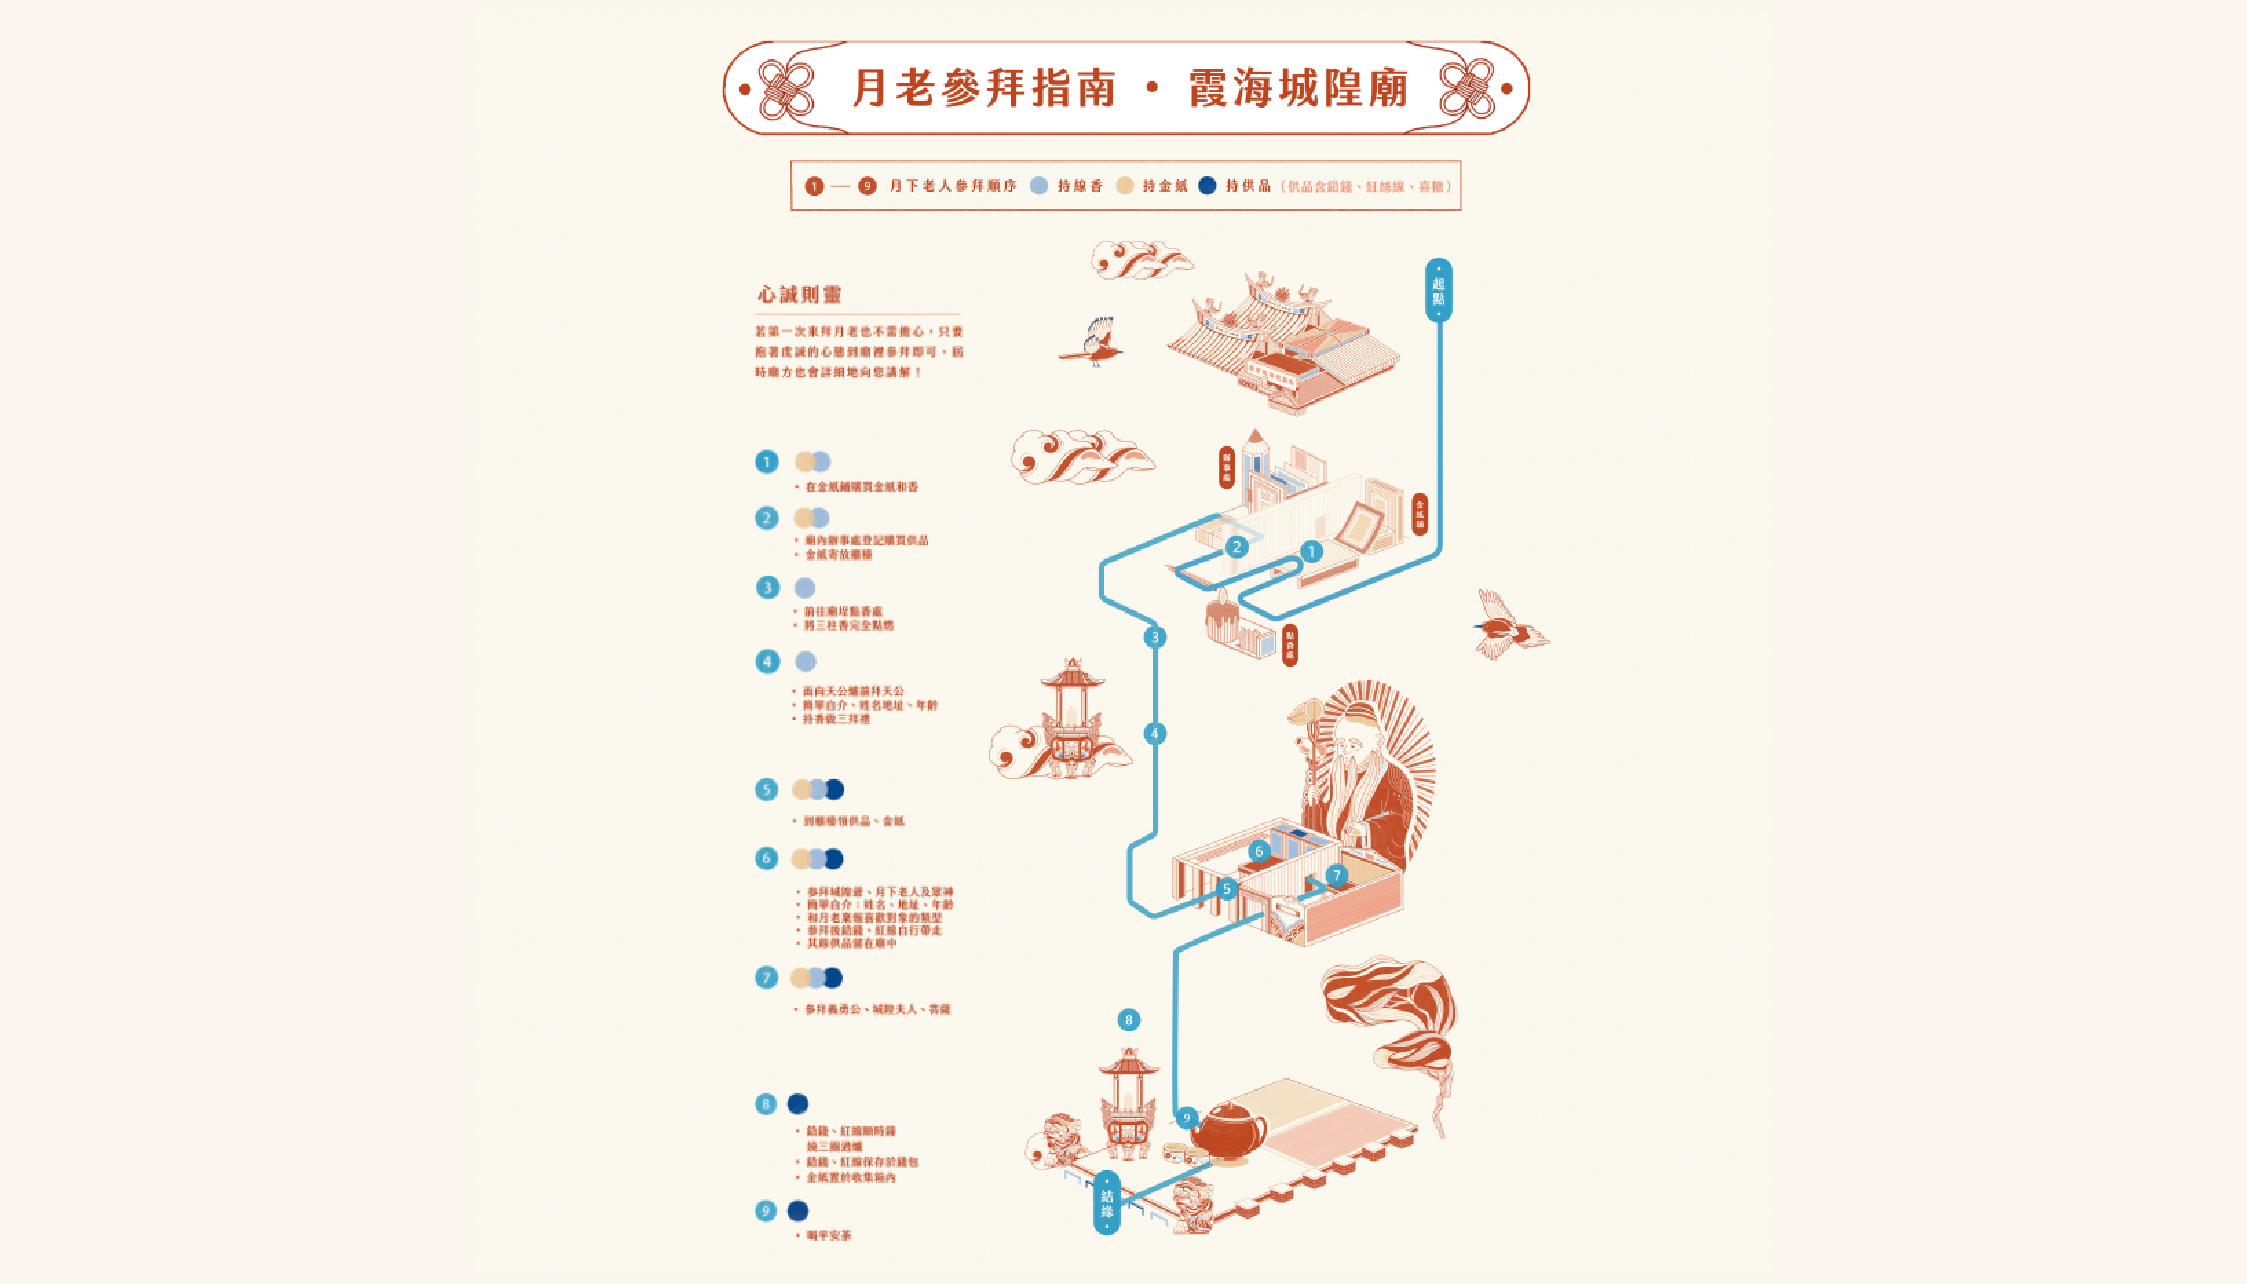 月老參拜指南・霞海城隍廟
1 — 9 月下老人參拜順序 持線香 持金紙 持供品（供品含鉛錢、紅絲線、喜糖）
心誠則靈
若第一次來拜月老也不需擔心，只要
抱著虔誠的心態到廟裡參拜即可，屆
時廟方也會詳細地向您講解！
1
・在金紙鋪購買金紙和香
2
・廟內辦事處登記購買供品
・金紙寄放櫃檯
3
・前往廟埕點香處
・將三柱香完全點燃
4
・面向天公爐前拜天公
・簡單自介、姓名地址、年齡
・持香做三拜禮
5
・到櫃檯領供品、金紙
6
・參拜城隍爺、月下老人及眾神
・簡單自介：姓名、地址、年齡
・和月老稟報喜歡對象的類型
・參拜後鉛錢、紅線自行帶走
・其餘供品留在廟中
7
・參拜義勇公、城隍夫人、菩薩
8
・鉛錢、紅線順時鐘
繞三圈過爐
・鉛錢、紅線保存於錢包
・金紙置於收集箱內
9
・喝平安茶
起點
辦事處
金紙鋪
2
1
點香處
3
4
6
7
5
8
9
結緣